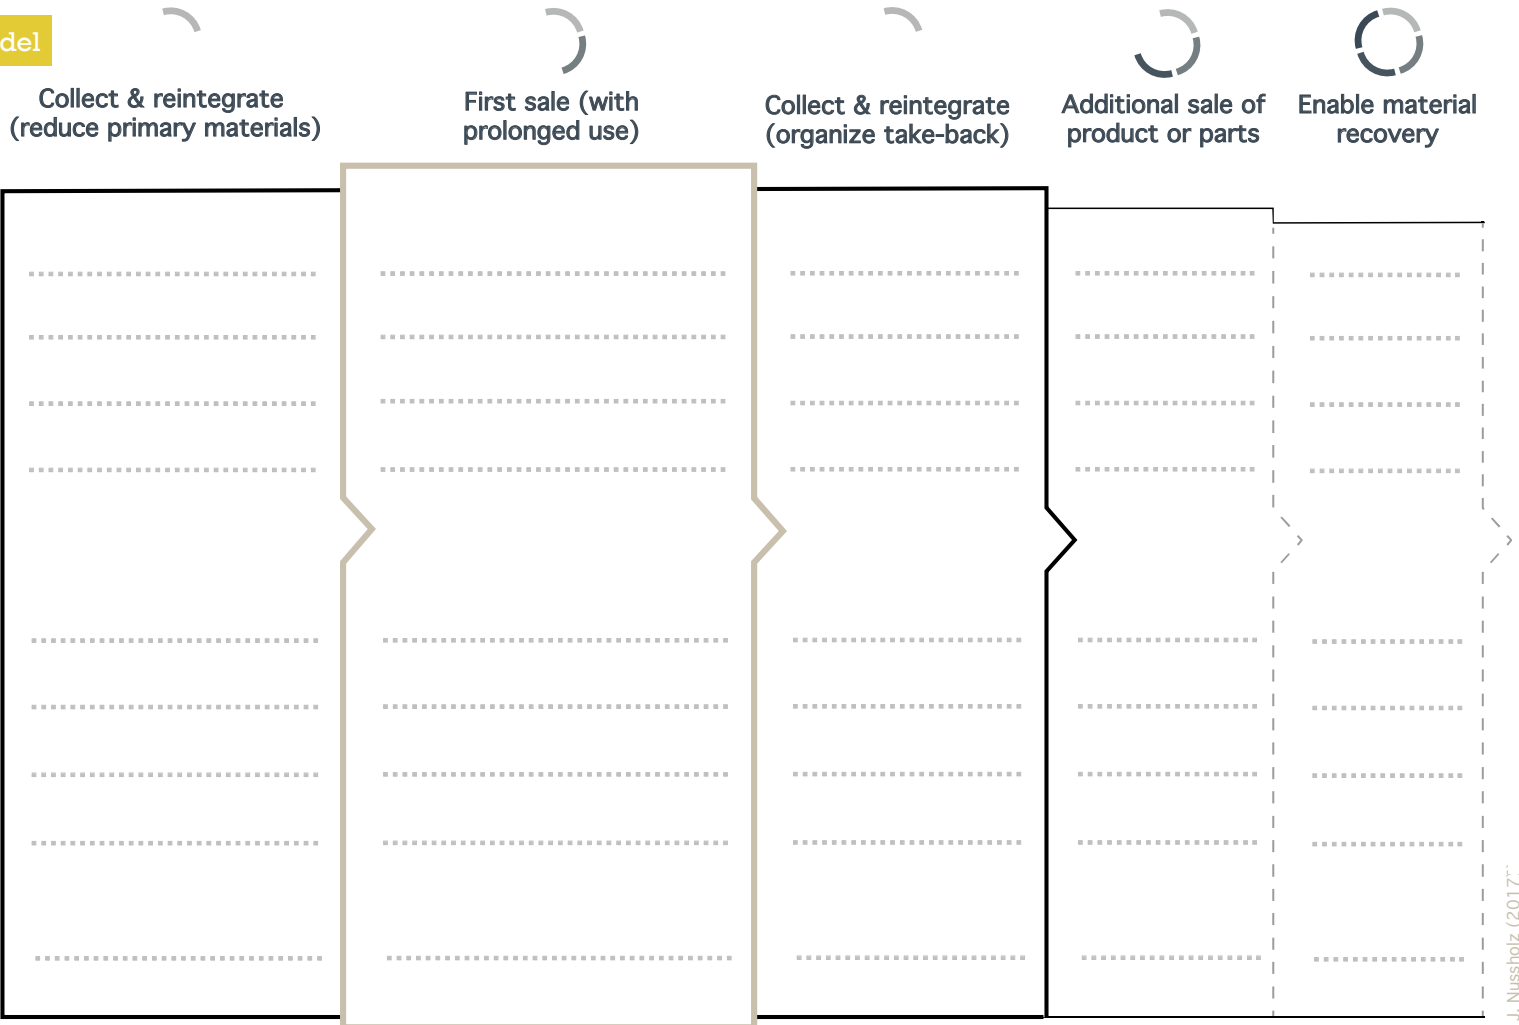 del
Collect & reintegrate
(reduce primary materials)
First sale (with
prolonged use)
Collect & reintegrate
(organize take-back)
Additional sale of
product or parts
Enable material
recovery
J. Nussholz (2017